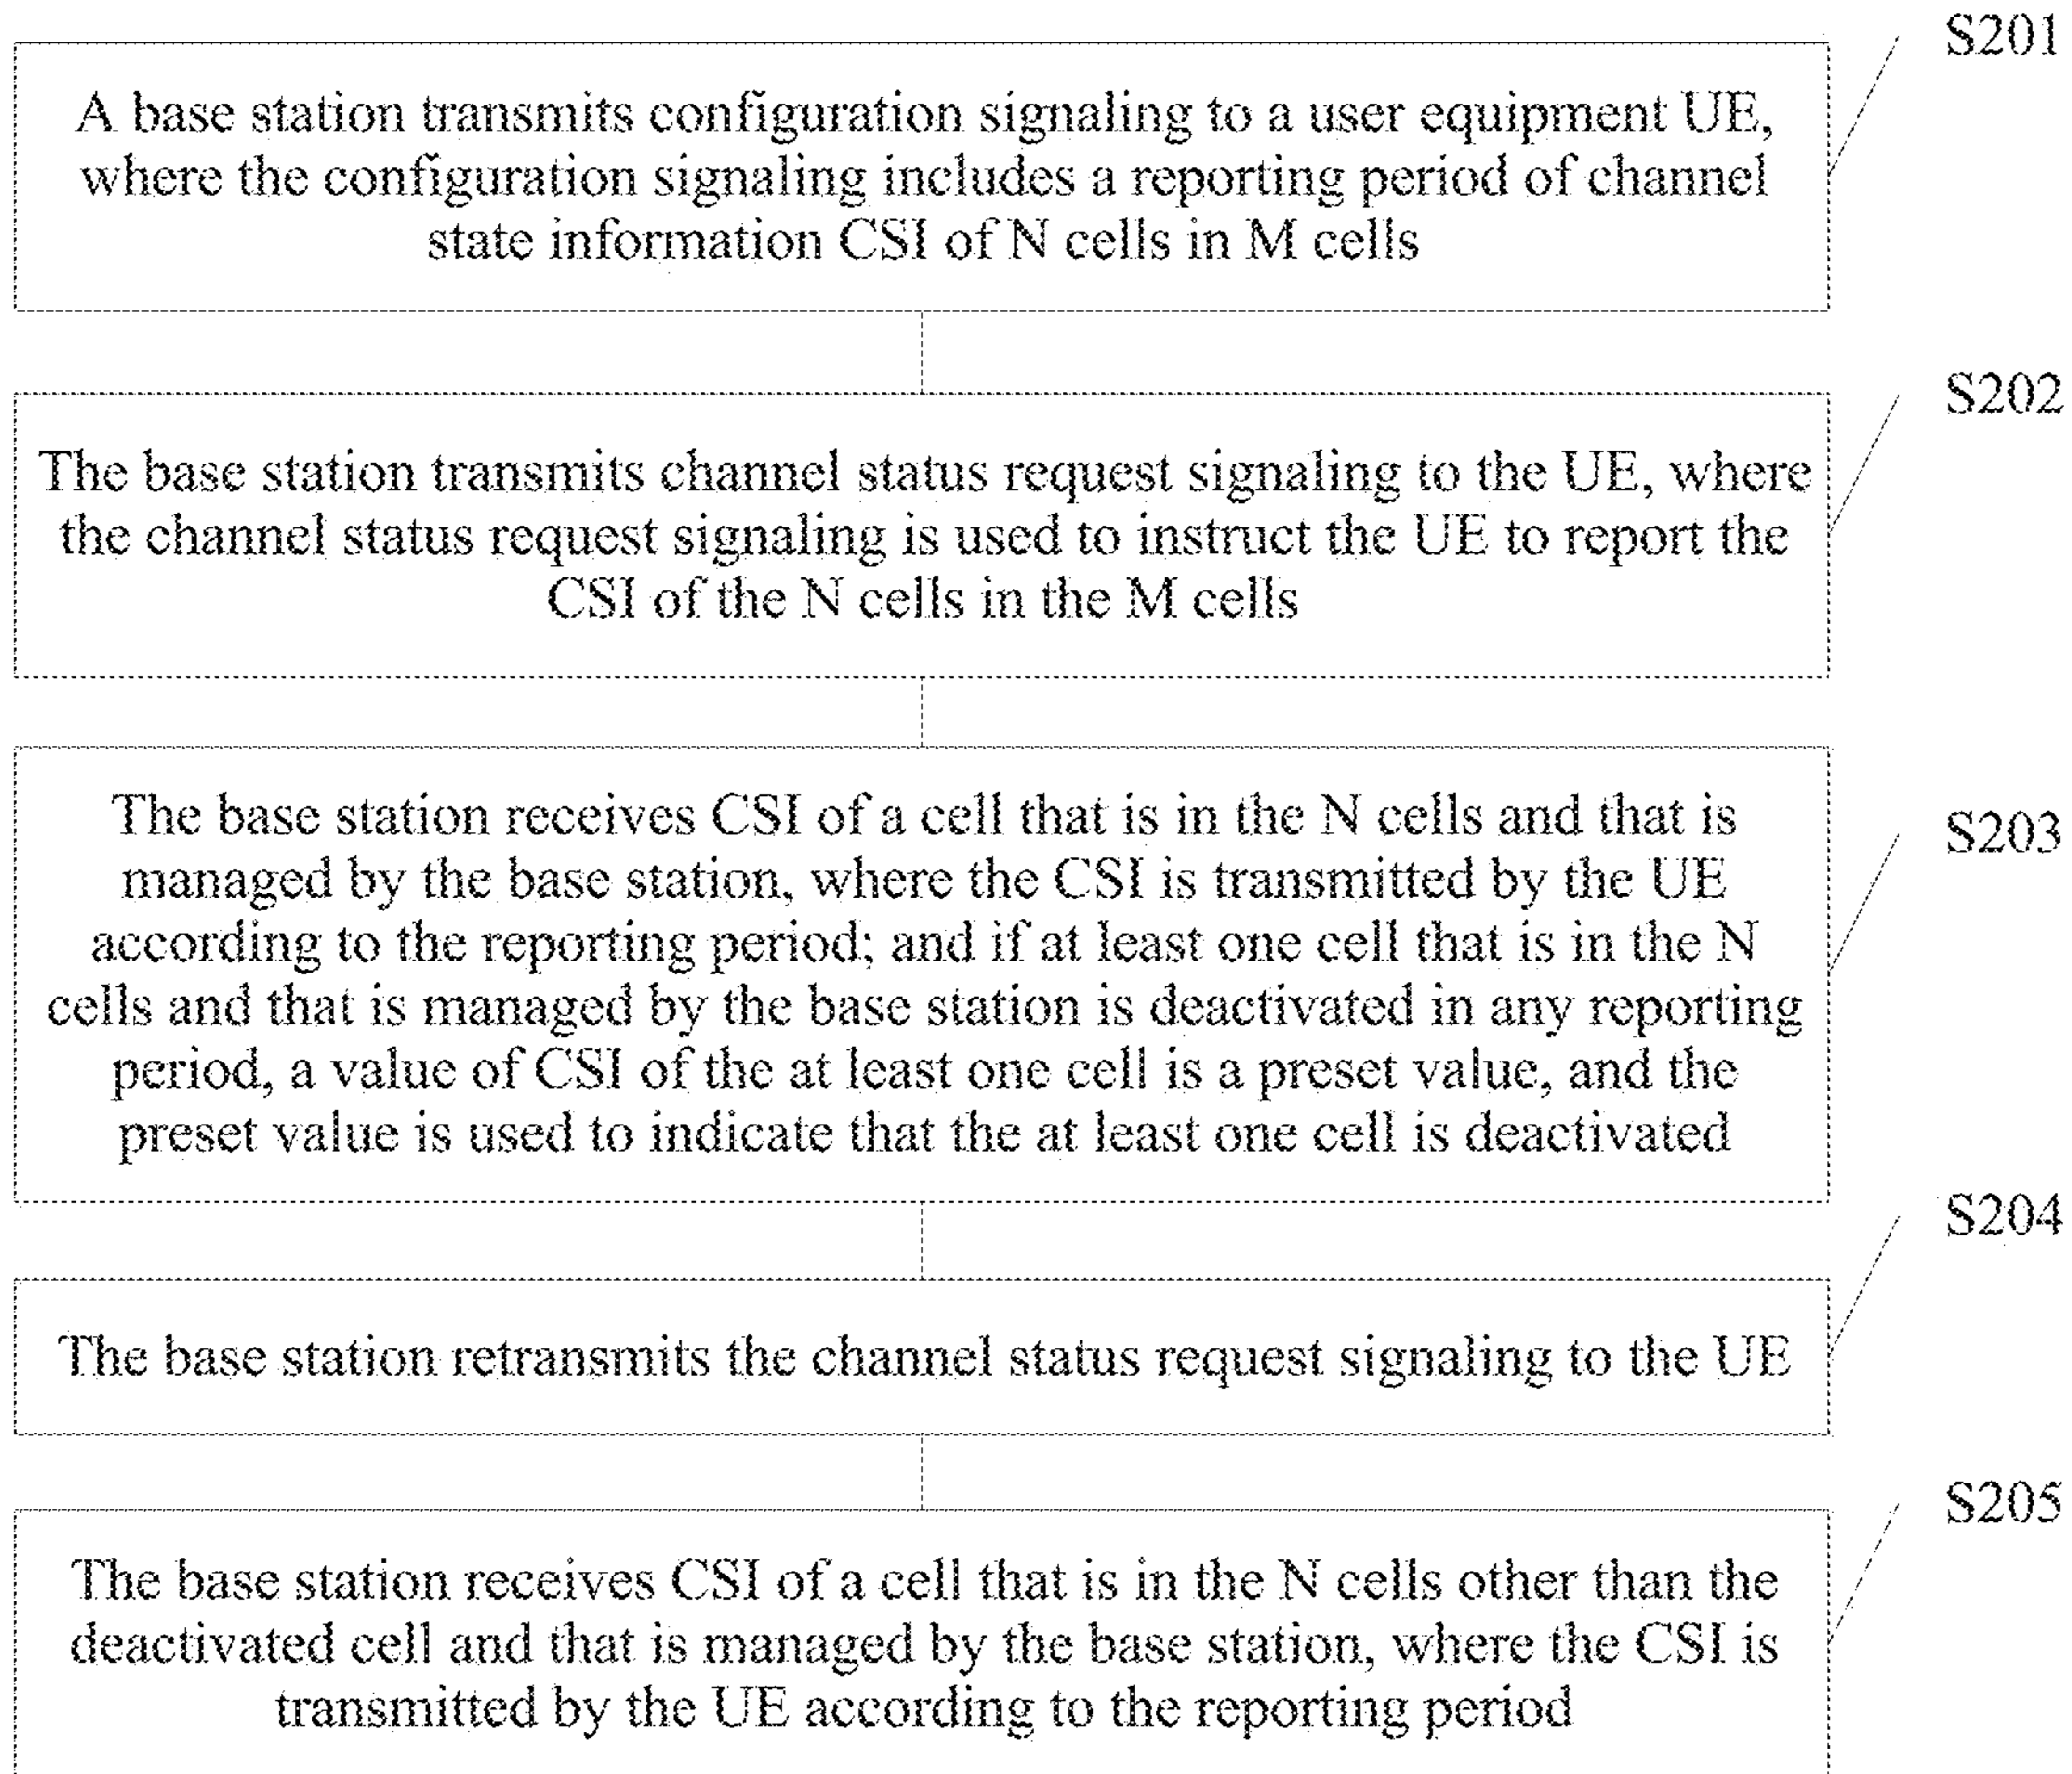 S201
A base station transmits configuration signaling to a user equipment UE,
where the configuration signaling includes a reporting period of channel
state information CSI of N cells in M cells
S202
The base station transmits channel status request signaling to the UE, where
the channel status request signaling is used to instruct the UE to report the
CSI of the N cells in the M cells
S203
The base station receives CSI of a cell that is in the N cells and that is
managed by the base station, where the CSI is transmitted by the UE
according to the reporting period; and if at least one cell that is in the N
cells and that is managed by the base station is deactivated in any reporting
period, a value of CSI of the at least one cell is a preset value, and the
preset value is used to indicate that the at least one cell is deactivated
S204
The base station retransmits the channel status request signaling to the UE
S205
The base station receives CSI of a cell that is in the N cells other than the
deactivated cell and that is managed by the base station, where the CSI is
transmitted by the UE according to the reporting period